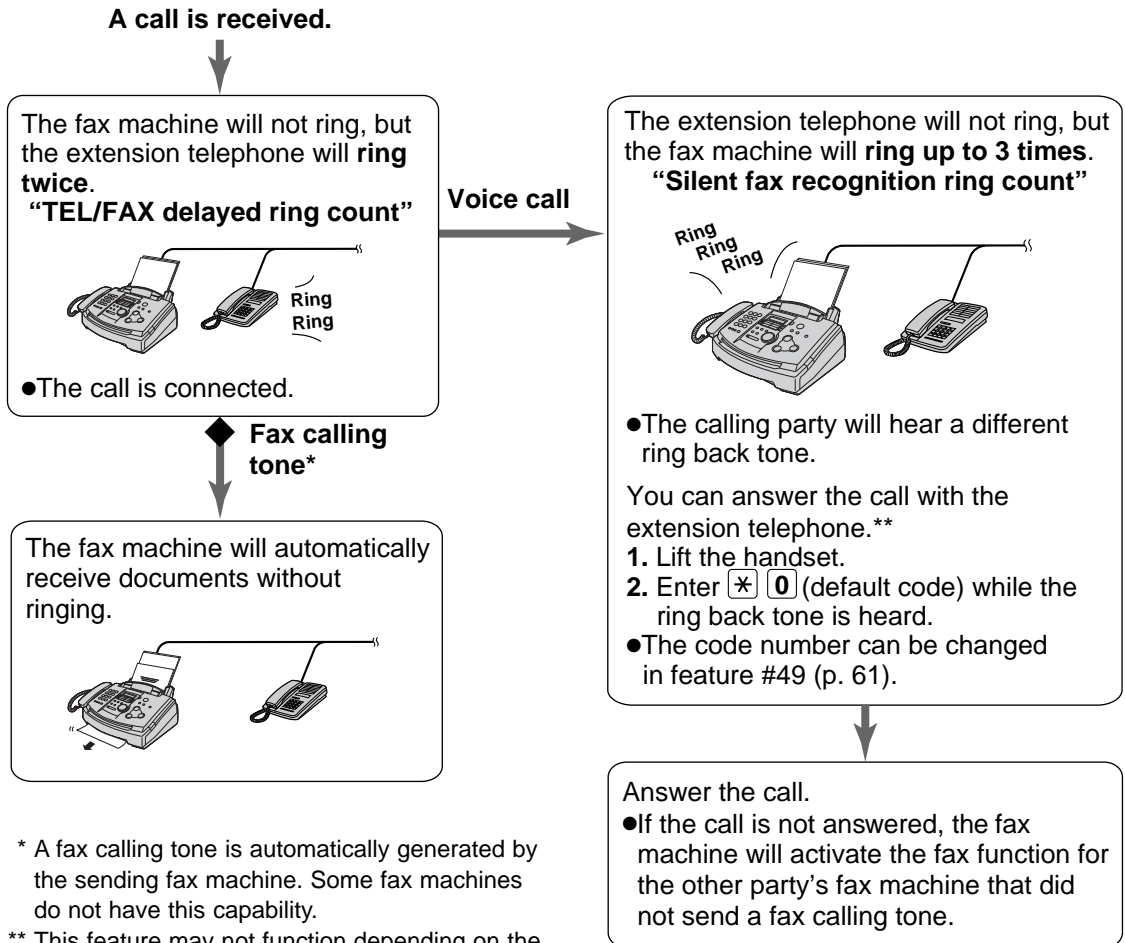 A call is received.
The fax machine will not ring, but
the extension telephone will ring
twice.
“TEL/FAX delayed ring count”
Ring
Ring
●The call is connected.
Voice call
Fax calling
tone*
The fax machine will automatically
receive documents without
ringing.
The extension telephone will not ring, but
the fax machine will ring up to 3 times.
“Silent fax recognition ring count”
Ring
Ring
Ring
●The calling party will hear a different
ring back tone.
You can answer the call with the
extension telephone.**
1. Lift the handset.
2. Enter * 0 (default code) while the
ring back tone is heard.
●The code number can be changed
in feature #49 (p. 61).
Answer the call.
●If the call is not answered, the fax
machine will activate the fax function for
the other party’s fax machine that did
not send a fax calling tone.
* A fax calling tone is automatically generated by
the sending fax machine. Some fax machines
do not have this capability.
** This feature may not function depending on the